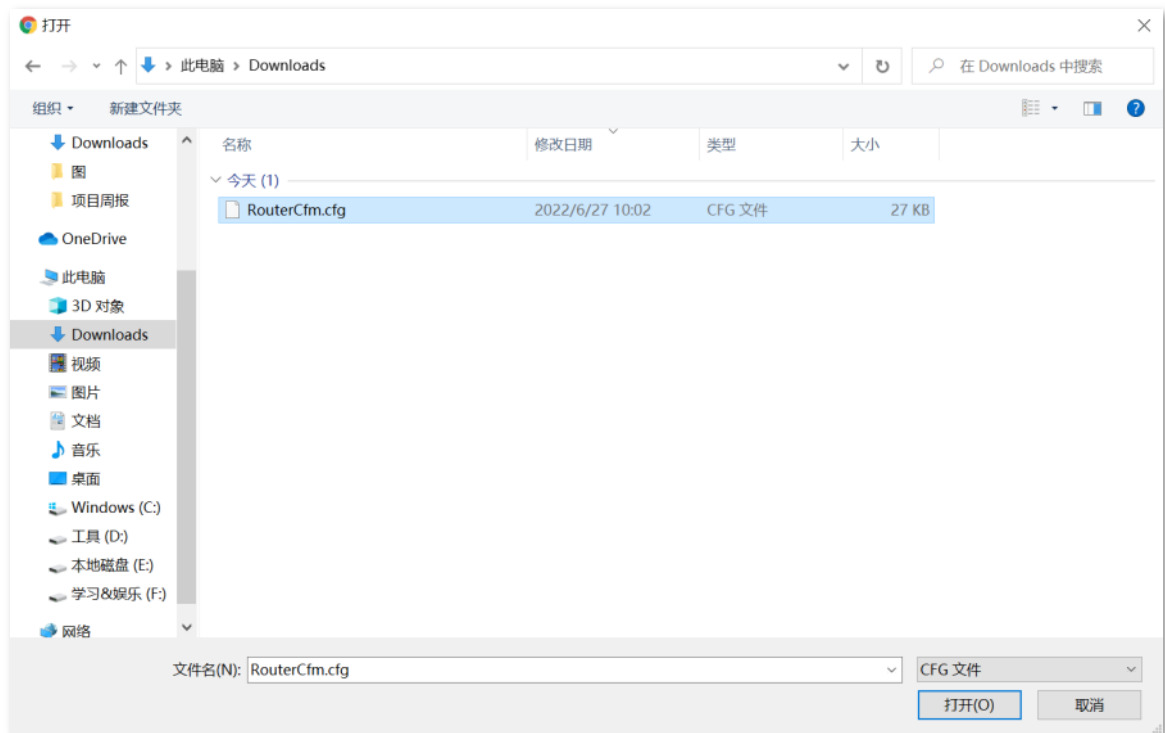 打开
此电脑 Downloads
在 Downloads 中搜索
组织 新建文件夹
Downloads
图
项目周报
OneDrive
此电脑
3D 对象
Downloads
视频
图片
文档
音乐
桌面
Windows (C:)
工具 (D:)
本地磁盘 (E:)
学习&娱乐 (F:)
网络
名称 修改日期 类型 大小
今天 (1)
RouterCfm.cfg 2022/6/27 10:02 CFG 文件 27 KB
文件名(N): RouterCfm.cfg CFG 文件
打开(O) 取消